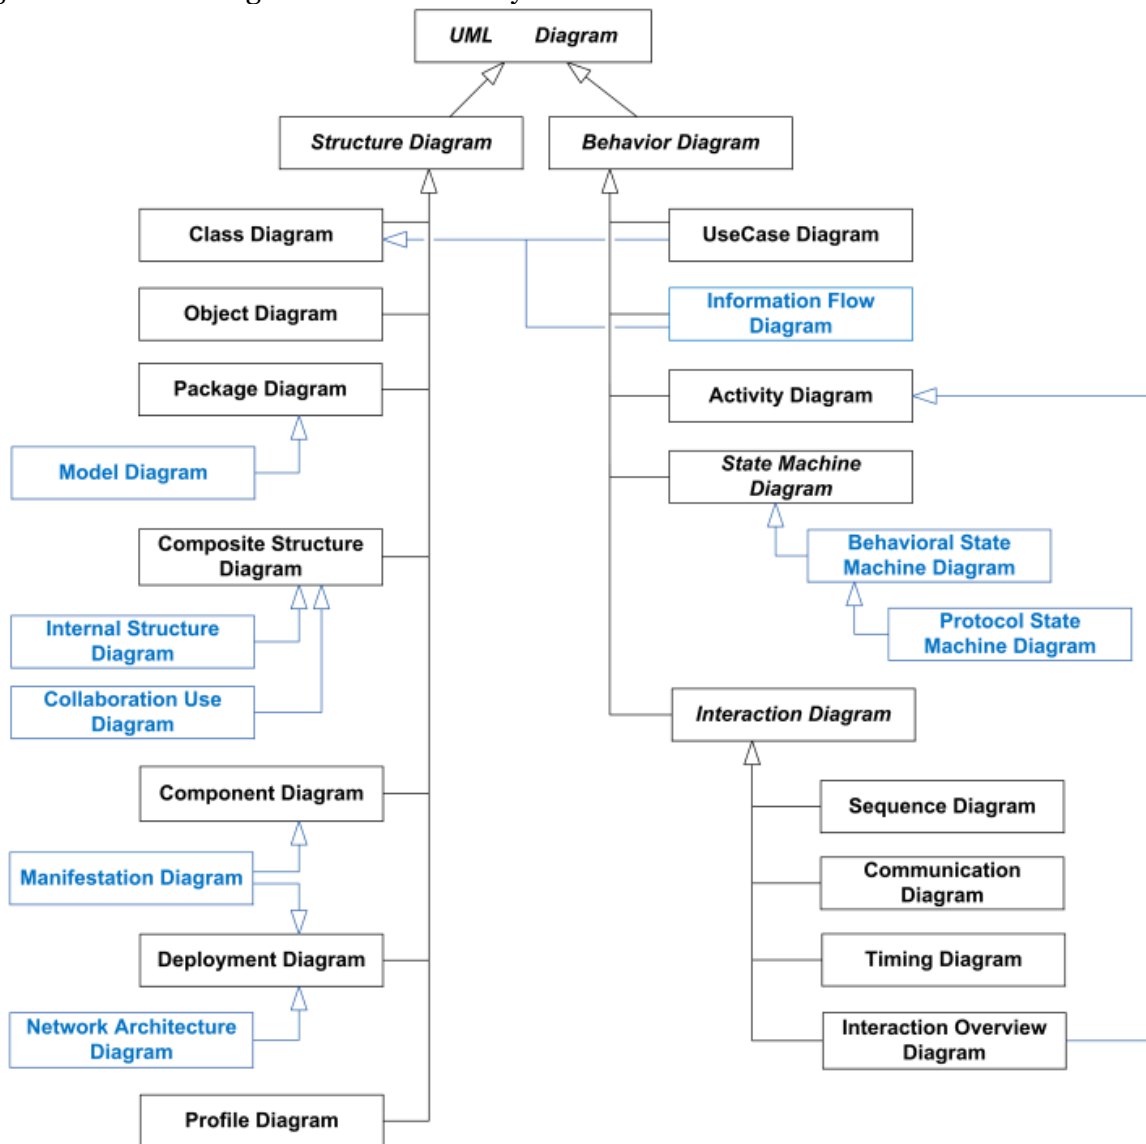 UML Diagram
Structure Diagram
Behavior Diagram
Class Diagram
UseCase Diagram
Object Diagram
Information Flow
Diagram
Package Diagram
Activity Diagram
Model Diagram
State Machine
Diagram
Composite Structure
Diagram
Behavioral State
Machine Diagram
Internal Structure
Diagram
Protocol State
Machine Diagram
Collaboration Use
Diagram
Interaction Diagram
Component Diagram
Sequence Diagram
Manifestation Diagram
Communication
Diagram
Deployment Diagram
Timing Diagram
Network Architecture
Diagram
Interaction Overview
Diagram
Profile Diagram